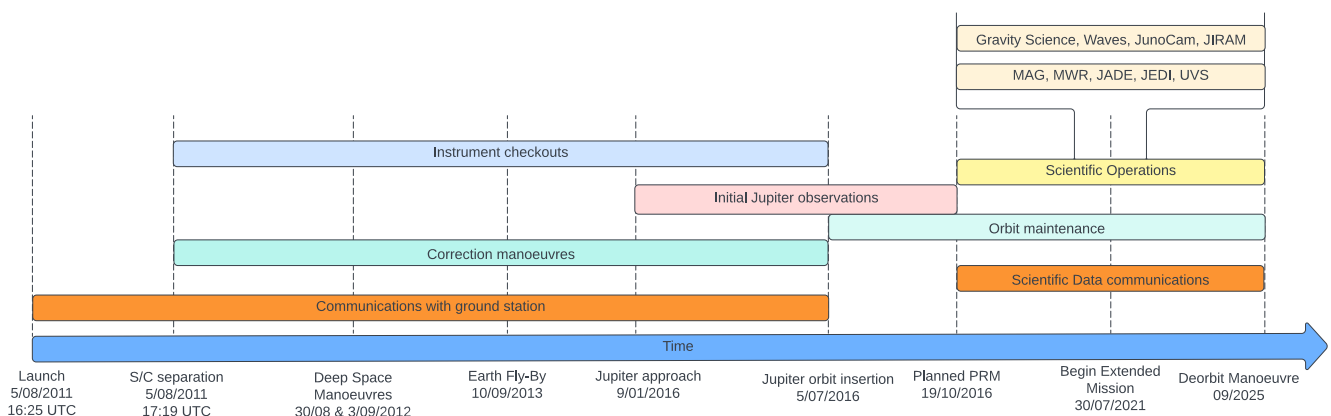 Gravity Science, Waves, JunoCam, JIRAM
MAG, MWR, JADE, JEDI, UVS
Instrument checkouts
Scientific Operations
Initial Jupiter observations
Orbit maintenance
Correction manoeuvres
Scientific Data communications
Communications with ground station
Time
Launch
5/08/2011
16:25 UTC
S/C separation
5/08/2011
17:19 UTC
Deep Space
Manoeuvres
30/08 & 3/09/2012
Earth Fly-By
10/09/2013
Jupiter approach
9/01/2016
Jupiter orbit insertion
5/07/2016
Planned PRM
19/10/2016
Begin Extended
Mission
30/07/2021
Deorbit Manoeuvre
09/2025